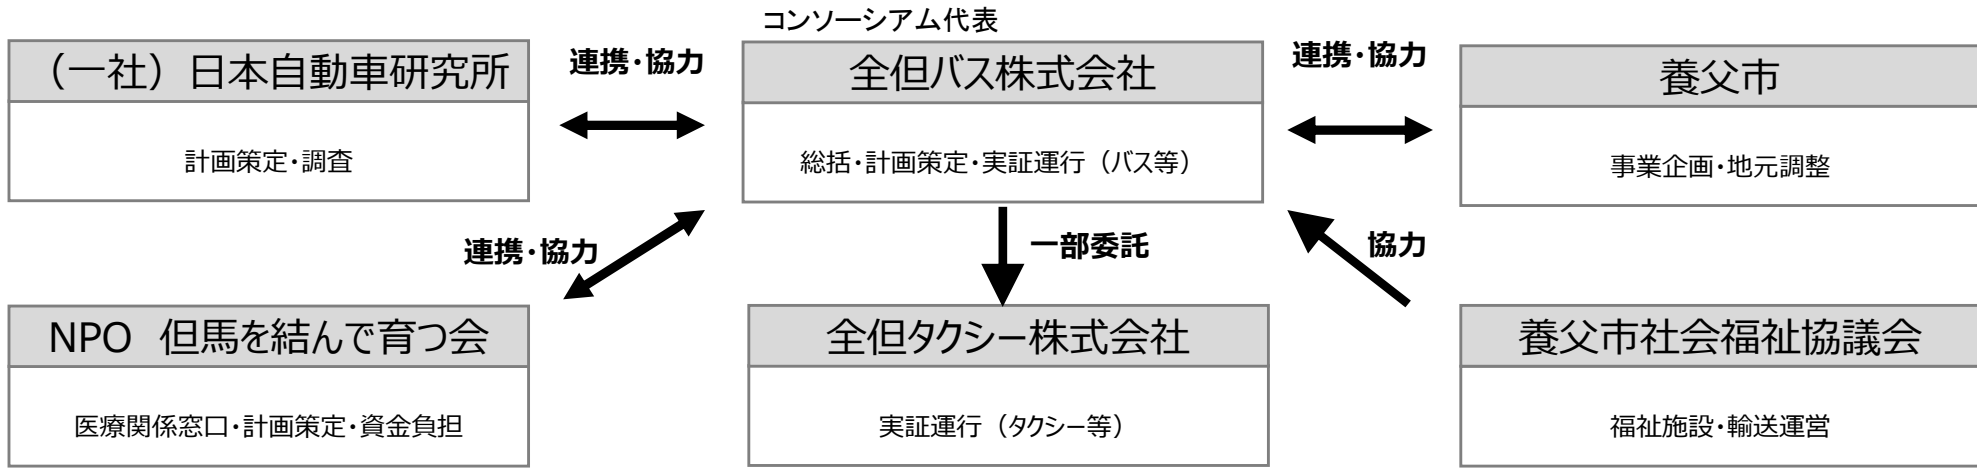 コンソーシアム代表
（一社）日本自動車研究所
連携・協力
全但バス株式会社
連携・協力
養父市
計画策定・調査
総括・計画策定・実証運行（バス等）
事業企画・地元調整
連携・協力
一部委託
協力
NPO　但馬を結んで育つ会
全但タクシー株式会社
養父市社会福祉協議会
医療関係窓口・計画策定・資金負担
実証運行（タクシー等）
福祉施設・輸送運営